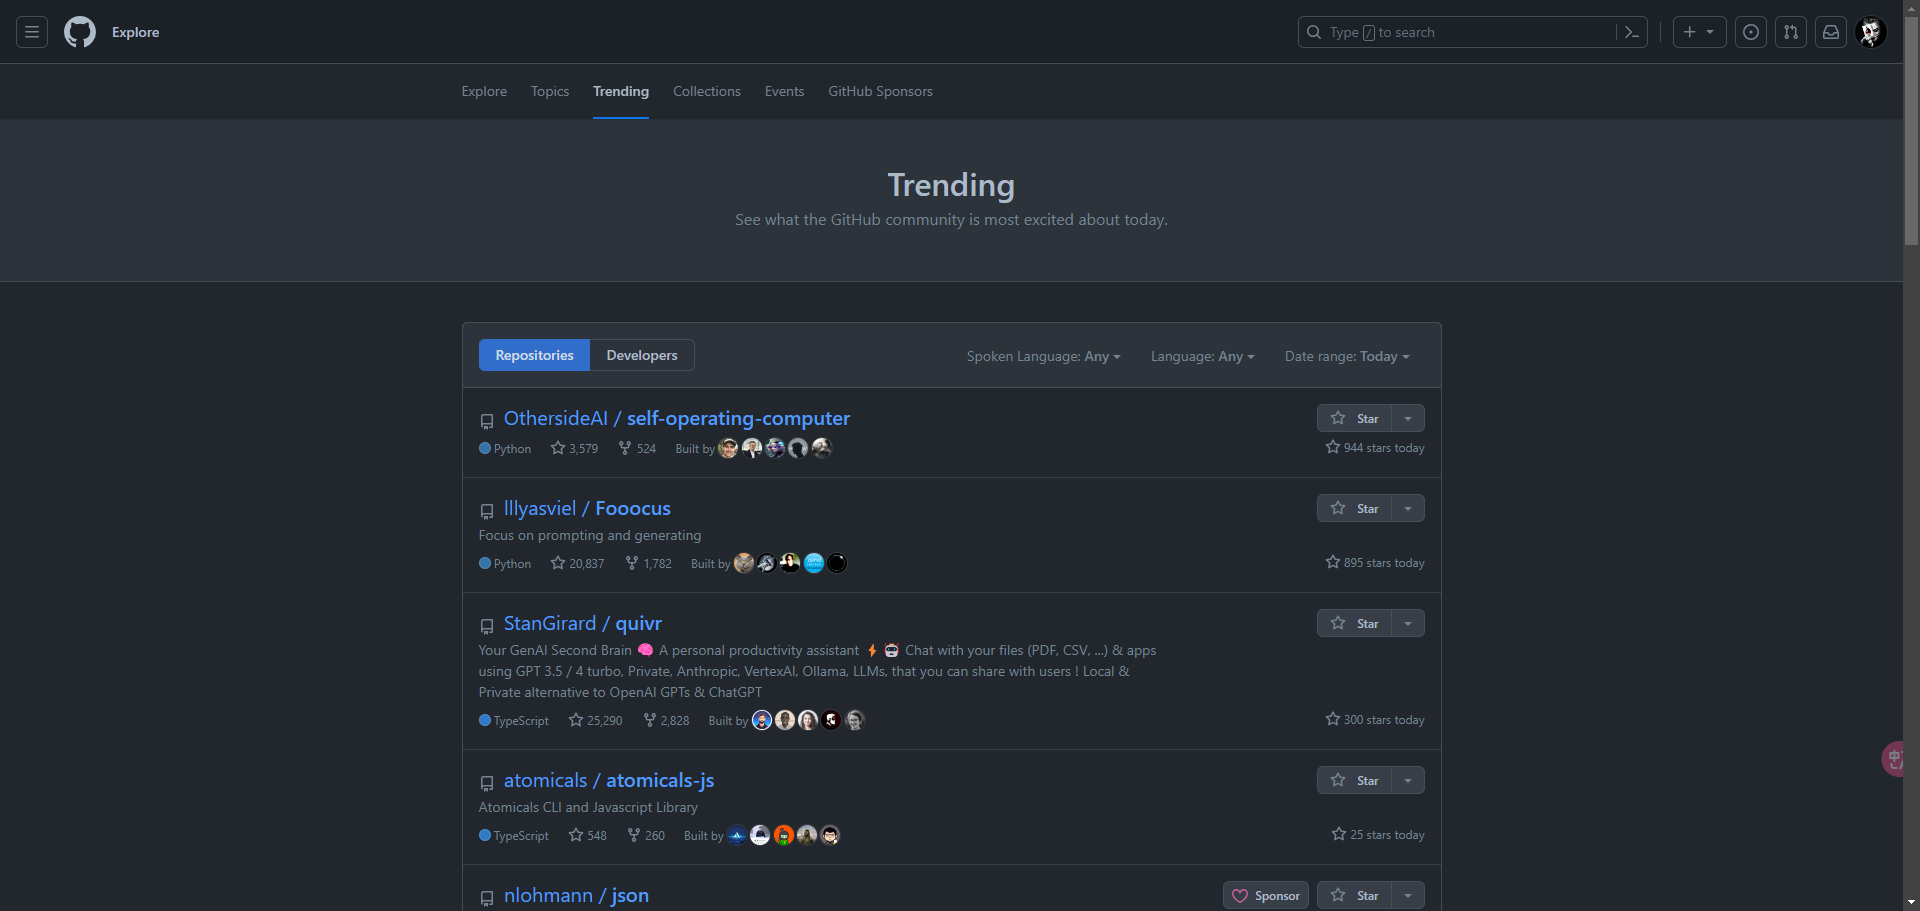 Explore
Type / to search
Explore Topics Trending Collections Events GitHub Sponsors
Trending
See what the GitHub community is most excited about today.
Repositories Developers Spoken Language: Any Language: Any Date range: Today
OthersideAI / self-operating-computer Star
Python 3,579 524 Built by 944 stars today
lllyasviel / Fooocus Star
Focus on prompting and generating
Python 20,837 1,782 Built by 895 stars today
StanGirard / quivr Star
Your GenAI Second Brain 🧠 A personal productivity assistant ⚡️🤖 Chat with your files (PDF, CSV, ...) & apps
using GPT 3.5 / 4 turbo, Private, Anthropic, VertexAI, Ollama, LLMs, that you can share with users ! Local &
Private alternative to OpenAI GPTs & ChatGPT
TypeScript 25,290 2,828 Built by 300 stars today
atomicals / atomicals-js Star
Atomicals CLI and Javascript Library
TypeScript 548 260 Built by 25 stars today
nlohmann / json Sponsor Star